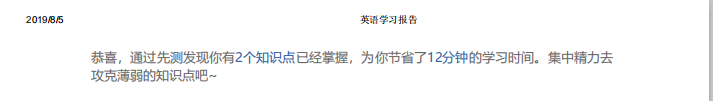 2019/8/5 英语学习报告
恭喜，通过先测发现你有2个知识点已经掌握，为你节省了12分钟的学习时间。集中精力去
攻克薄弱的知识点吧~